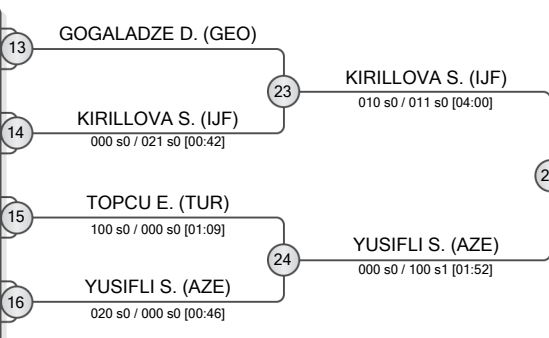 13
GOGALADZE D. (GEO)
23
KIRILLOVA S. (IJF)
010 s0 / 011 s0 [04:00]
14
KIRILLOVA S. (IJF)
000 s0 / 021 s0 [00:42]
15
TOPCU E. (TUR)
100 s0 / 000 s0 [01:09]
24
YUSIFLI S. (AZE)
000 s0 / 100 s1 [01:52]
16
YUSIFLI S. (AZE)
020 s0 / 000 s0 [00:46]